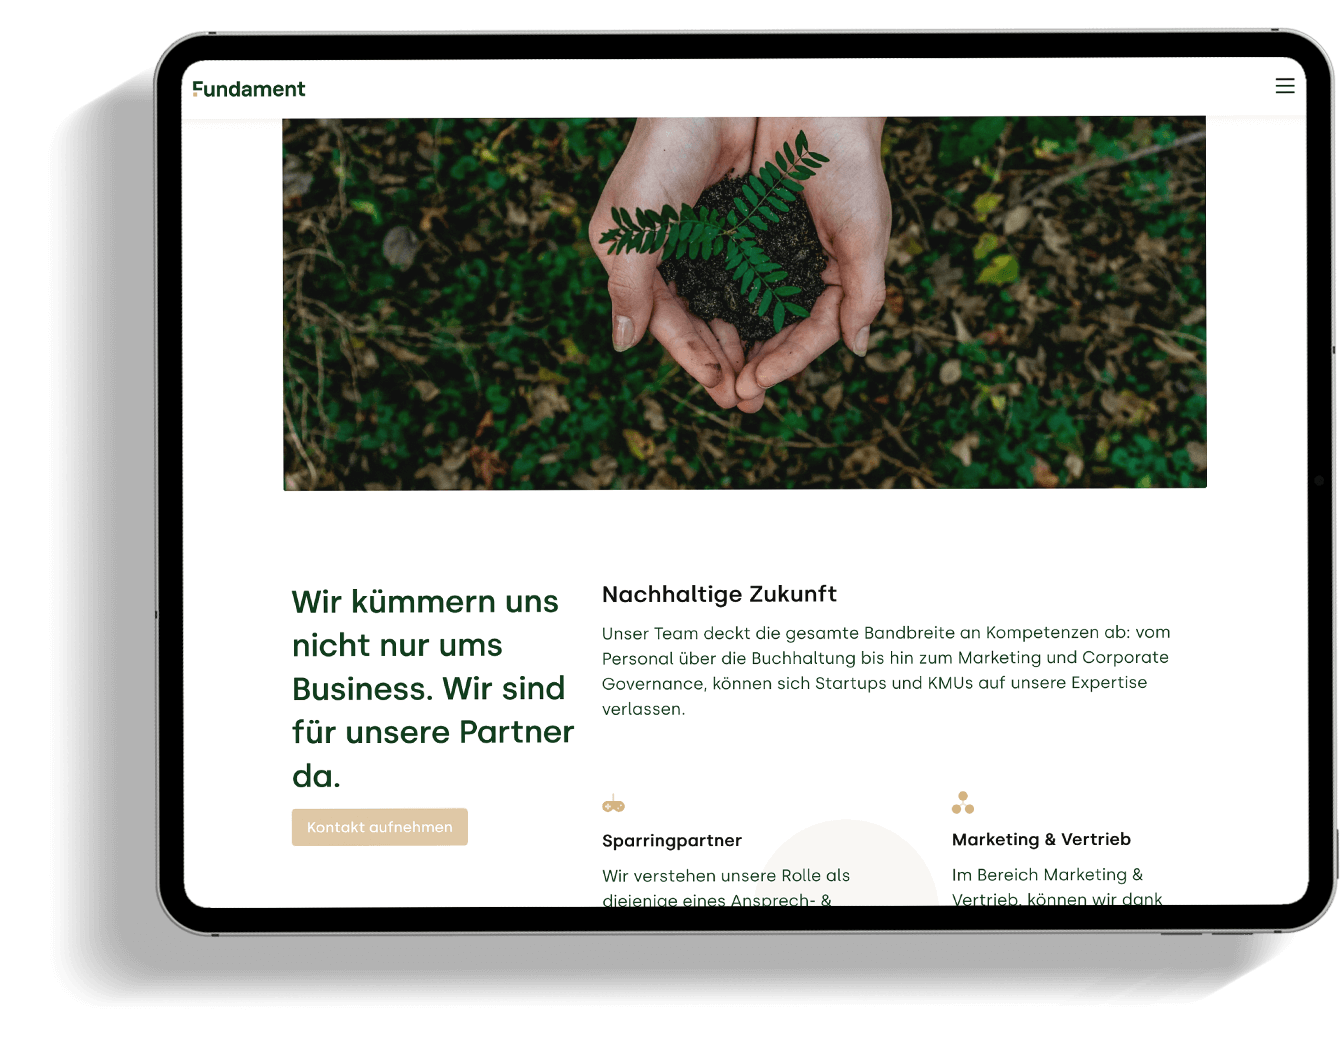 Fundament
Wir kümmern uns
nicht nur ums
Business. Wir sind
für unsere Partner
da.
Kontakt aufnehmen
Nachhaltige Zukunft
Unser Team deckt die gesamte Bandbreite an Kompetenzen ab: vom
Personal über die Buchhaltung bis hin zum Marketing und Corporate
Governance, können sich Startups und KMUs auf unsere Expertise
verlassen.
Sparringpartner
Wir verstehen unsere Rolle als
diejenige eines Ansprech- &
Marketing & Vertrieb
Im Bereich Marketing &
Vertrieb, können wir dank